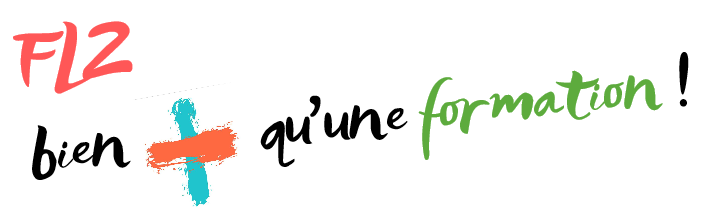 FL2
bien + qu'une formation !